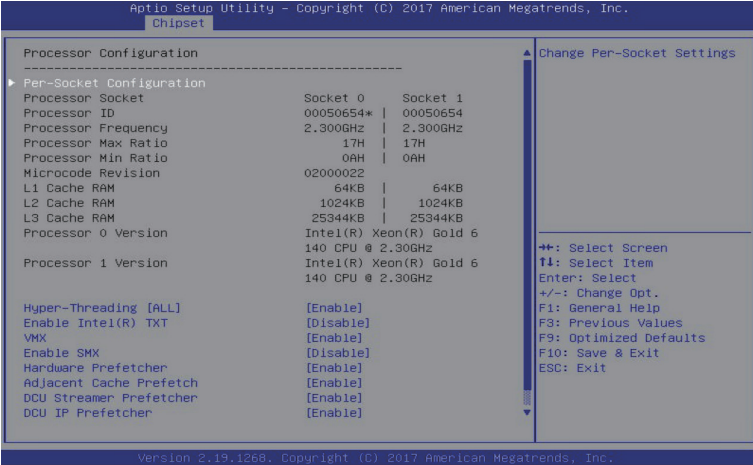 Aptio Setup Utility – Copyright (C) 2017 American Megatrends, Inc.
Chipset
Processor Configuration
Per-Socket Configuration
Processor Socket Socket 0 Socket 1
Processor ID 00050654* | 00050654
Processor Frequency 2.300GHz | 2.300GHz
Processor Max Ratio 17H | 17H
Processor Min Ratio 0AH | 0AH
Microcode Revision 02000022
L1 Cache RAM 64KB | 64KB
L2 Cache RAM 1024KB | 1024KB
L3 Cache RAM 25344KB | 25344KB
Processor 0 Version Intel(R) Xeon(R) Gold 6
140 CPU @ 2.30GHz
Processor 1 Version Intel(R) Xeon(R) Gold 6
140 CPU @ 2.30GHz
Hyper-Threading [ALL] [Enable]
Enable Intel(R) TXT [Disable]
VMX [Enable]
Enable SMX [Disable]
Hardware Prefetcher [Enable]
Adjacent Cache Prefetch [Enable]
DCU Streamer Prefetcher [Enable]
DCU IP Prefetcher [Enable]
Change Per-Socket Settings
→←: Select Screen
↑↓: Select Item
Enter: Select
+/-: Change Opt.
F1: General Help
F3: Previous Values
F9: Optimized Defaults
F10: Save & Exit
ESC: Exit
Version 2.19.1268. Copyright (C) 2017 American Megatrends, Inc.